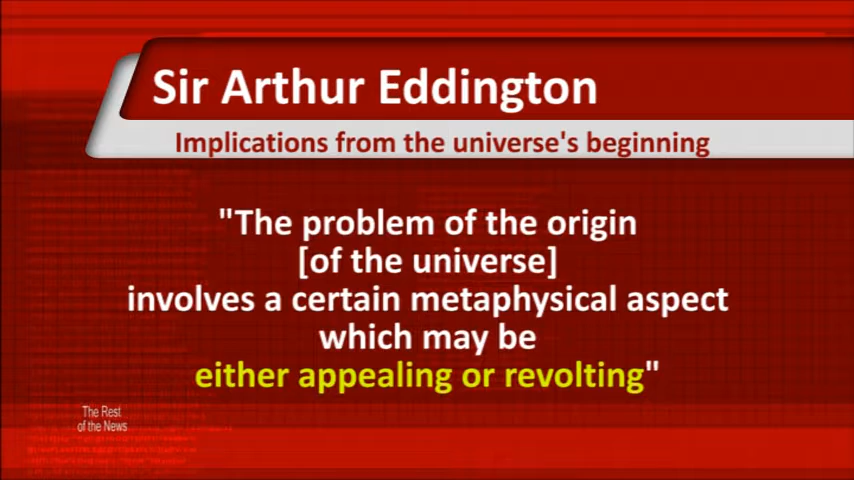 Sir Arthur Eddington
Implications from the universe's beginning
"The problem of the origin
[of the universe]
involves a certain metaphysical aspect
which may be
either appealing or revolting"
The Rest
of the News